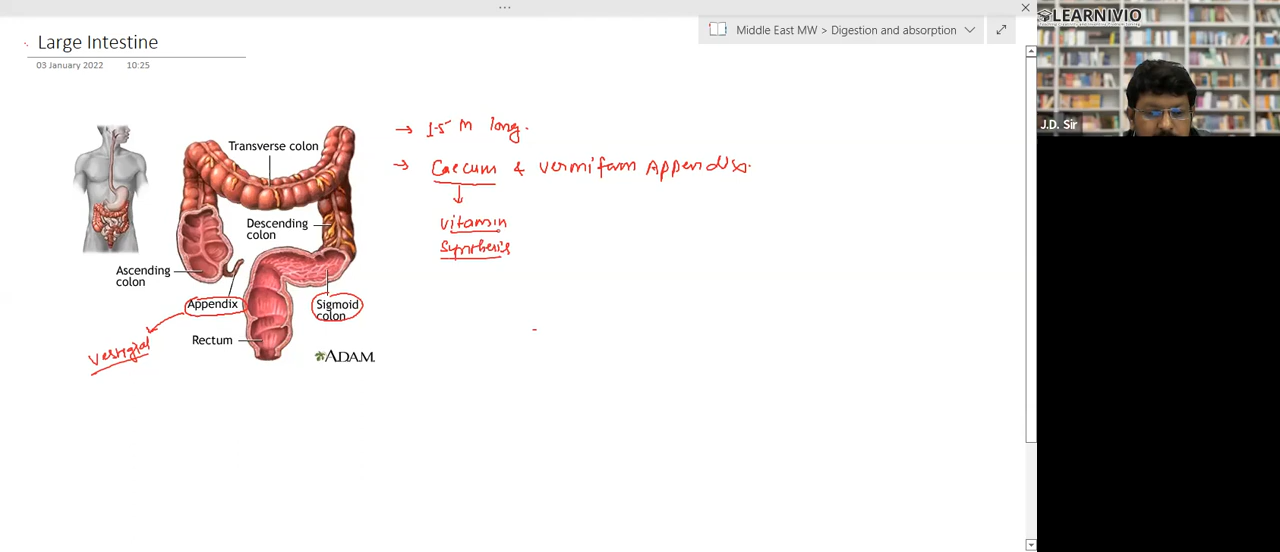 Large Intestine
03 January 2022 10:25
Middle East MW > Digestion and absorption
LEARNIVIO
J.D. Sir
Transverse colon
Descending
colon
Ascending
colon
Appendix
Sigmoid
colon
Rectum
ADAM.
Vestigial
→ 1.5 M long.
→ Caecum & Vermiform Appendix.
Vitamin
Synthesis